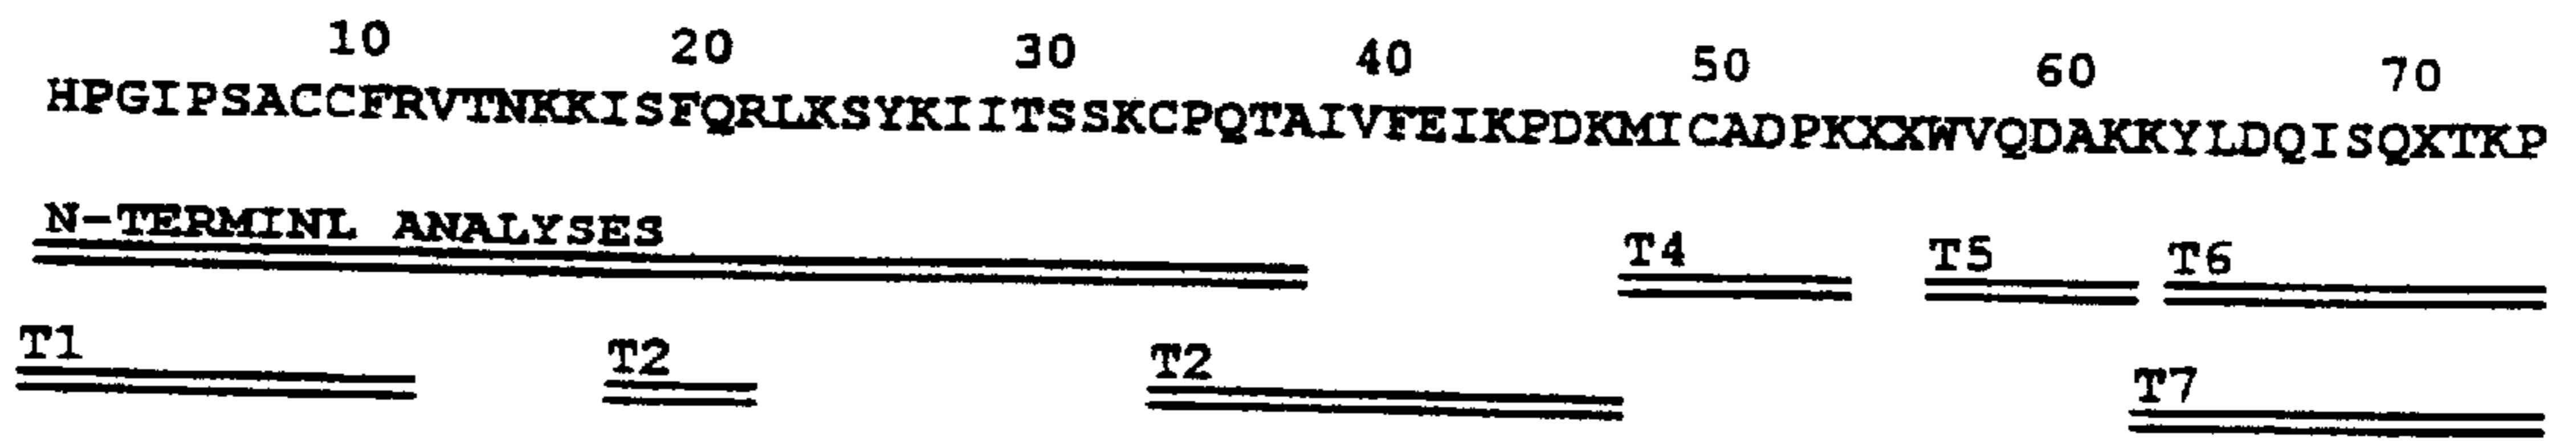 10 20 30 40 50 60 70
HPGIPSACCFRVTNKKISFQRLKSYKIITSSKCPQTAIVFEIKPDKMICADPKXXWVQDAKKYLDQISQXTKP
N-TERMINL ANALYSES T4 T5 T6
T1 T2 T2 T7